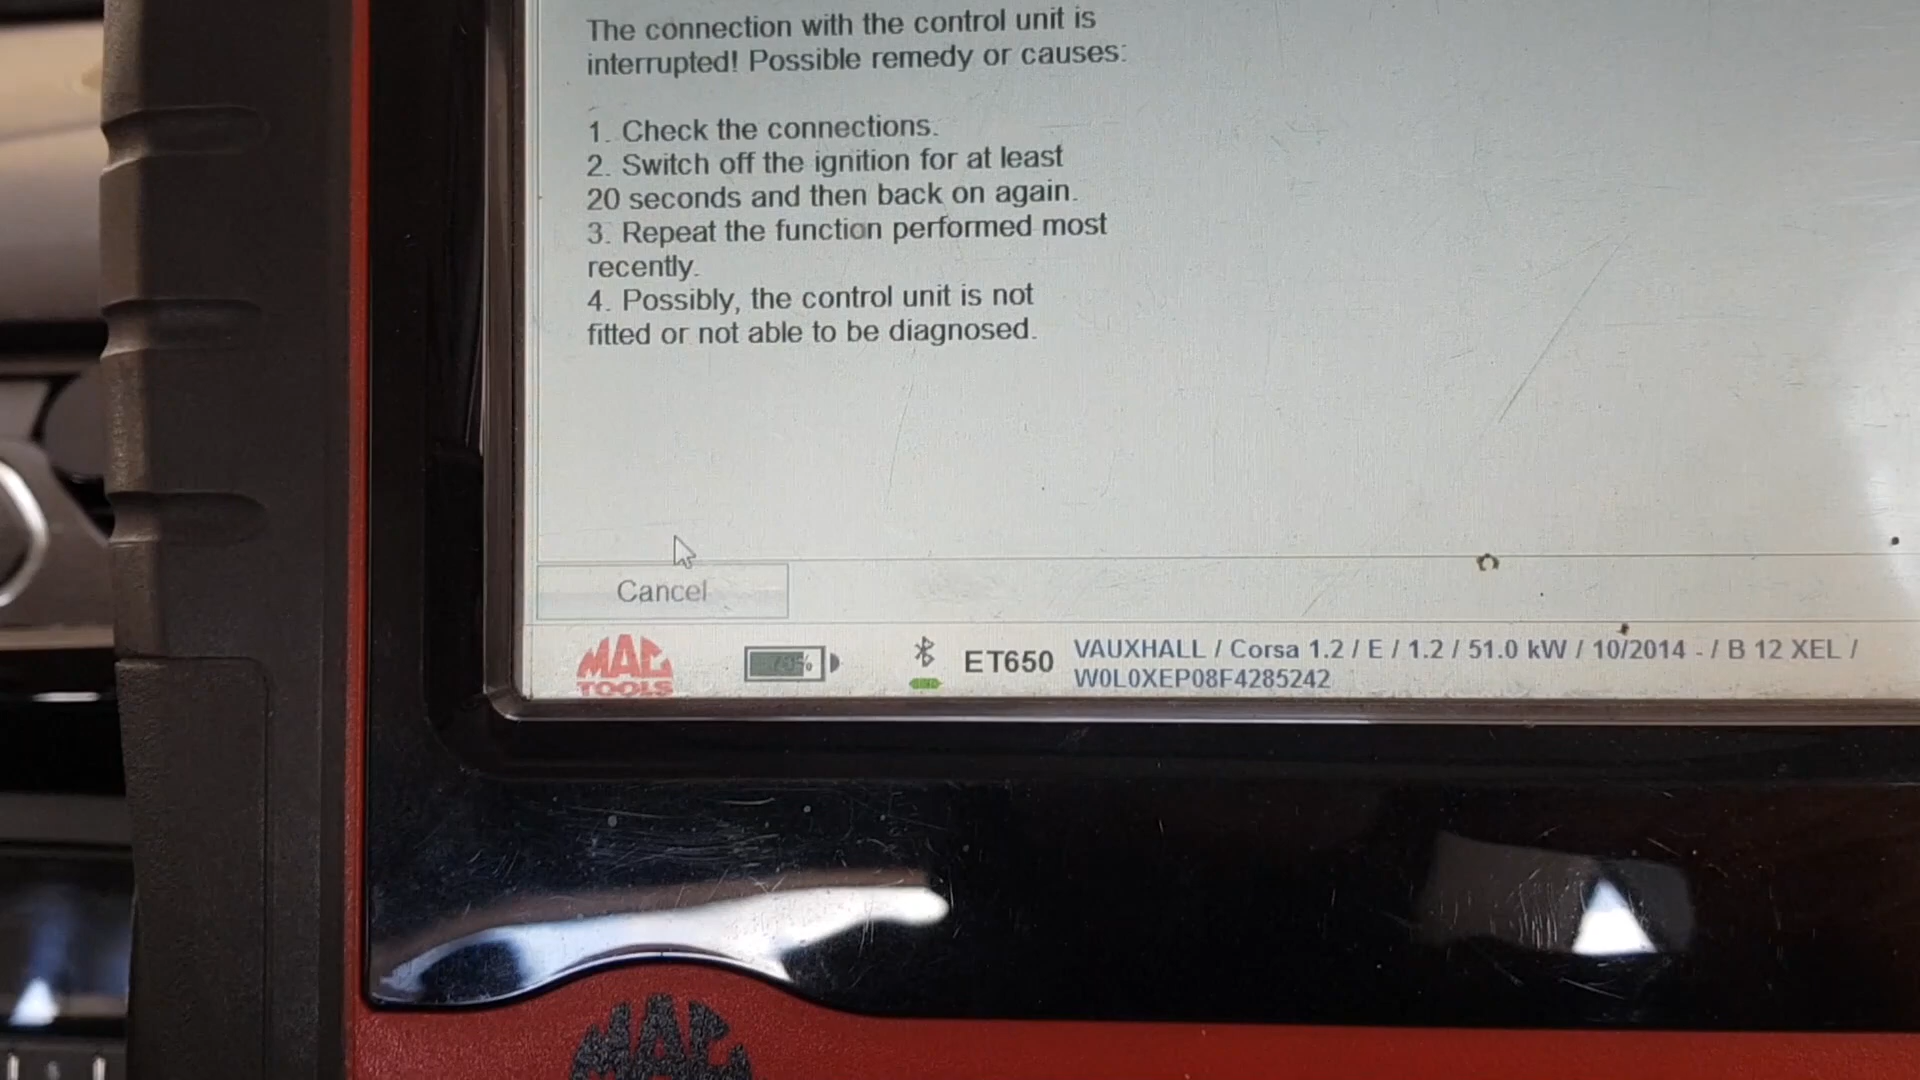 The connection with the control unit is
interrupted! Possible remedy or causes:
1. Check the connections.
2. Switch off the ignition for at least
20 seconds and then back on again.
3. Repeat the function performed most
recently.
4. Possibly, the control unit is not
fitted or not able to be diagnosed.
Cancel
MAC
TOOLS
ET650
VAUXHALL / Corsa 1.2 / E / 1.2 / 51.0 kW / 10/2014 - / B 12 XEL /
W0L0XEP08F4285242
MAC